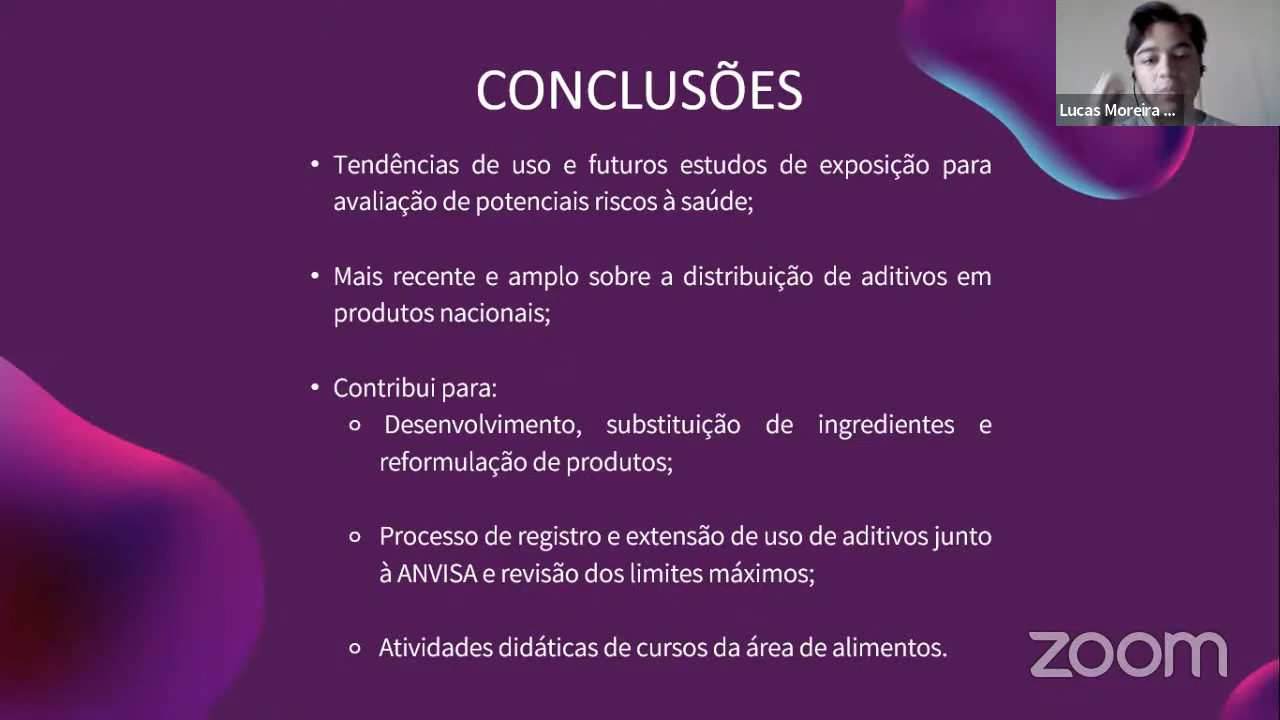 CONCLUSÕES
Lucas Moreira ...
• Tendências de uso e futuros estudos de exposição para
avaliação de potenciais riscos à saúde;
• Mais recente e amplo sobre a distribuição de aditivos em
produtos nacionais;
• Contribui para:
o Desenvolvimento, substituição de ingredientes e
reformulação de produtos;
o Processo de registro e extensão de uso de aditivos junto
à ANVISA e revisão dos limites máximos;
o Atividades didáticas de cursos da área de alimentos.
zoom